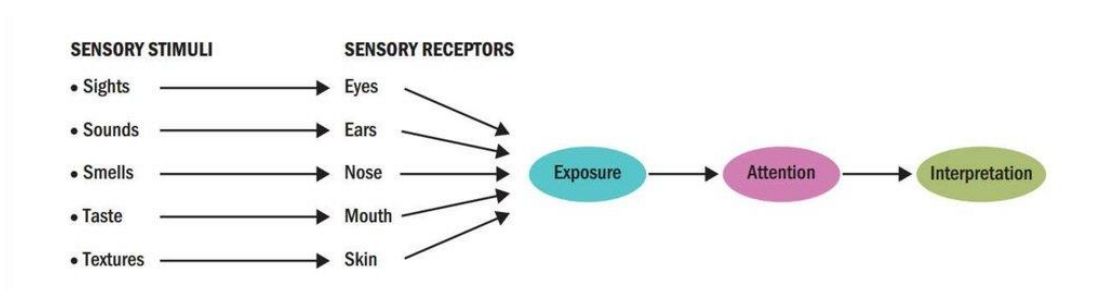 SENSORY STIMULI SENSORY RECEPTORS
• Sights Eyes
• Sounds Ears
• Smells Nose Exposure Attention Interpretation
• Taste Mouth
• Textures Skin